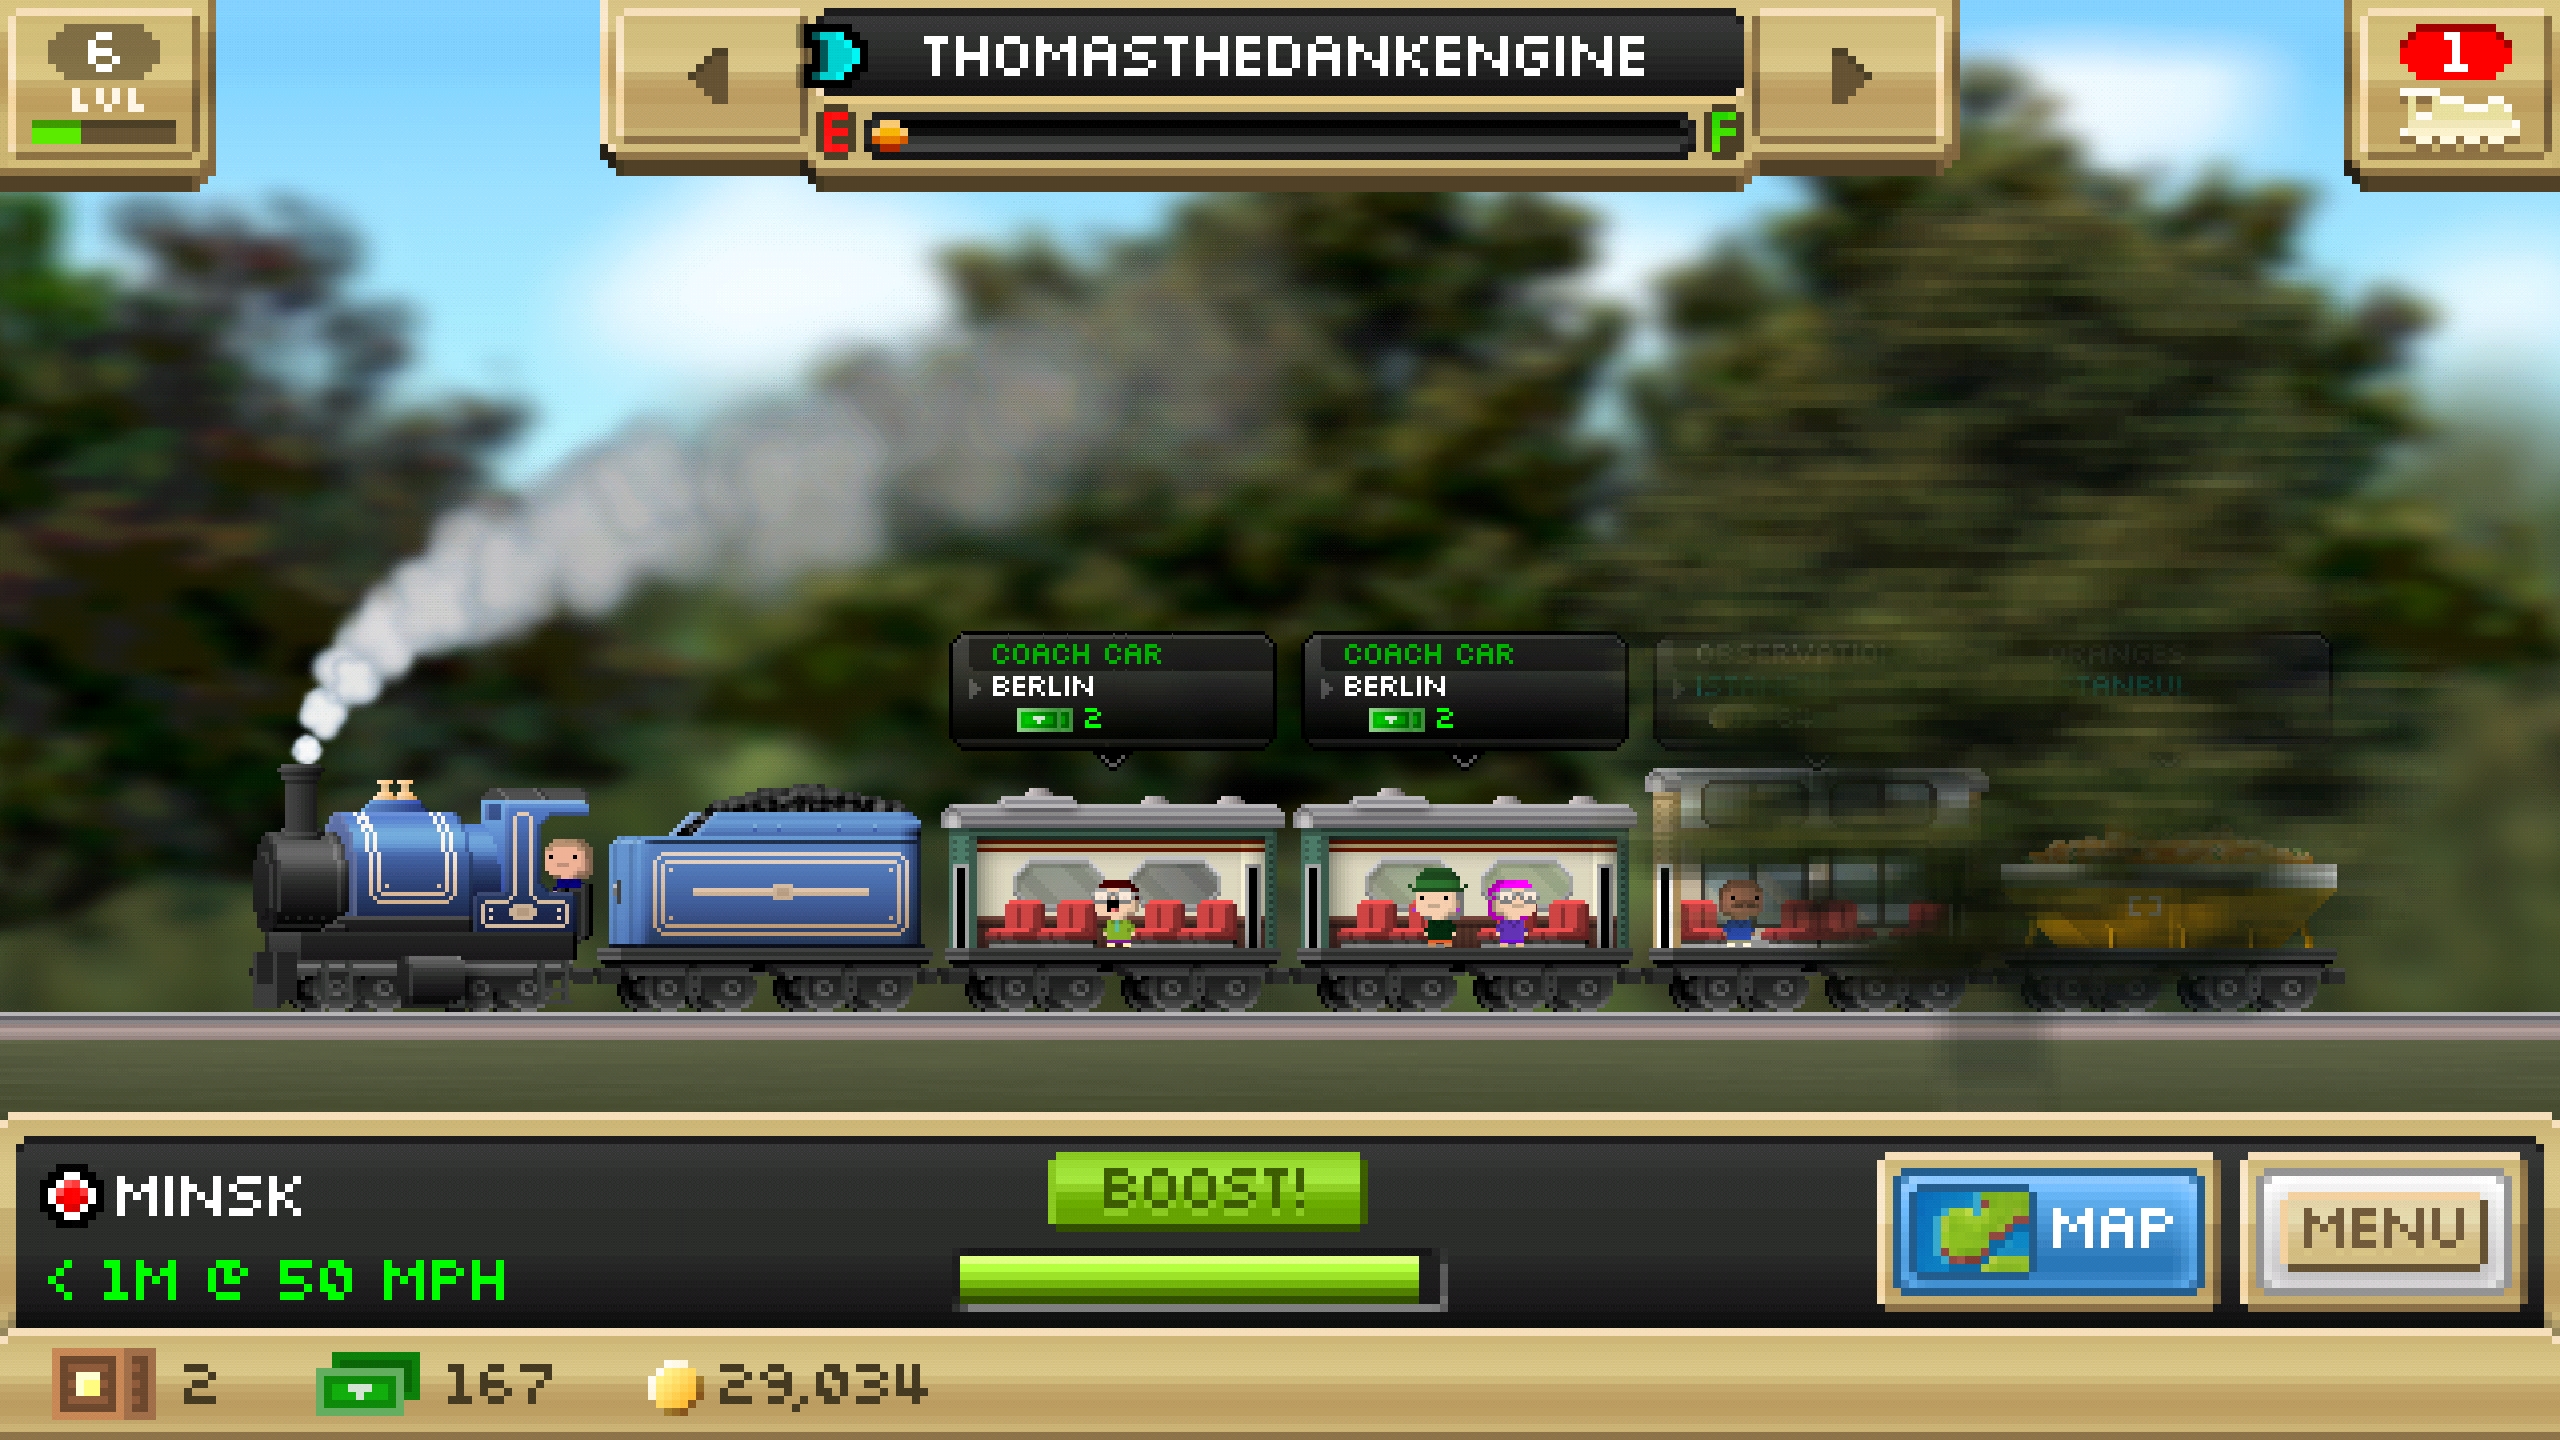 6
LVL
THOMASTHEDANKENGINE
E F
1
COACH CAR
BERLIN
2
COACH CAR
BERLIN
2
ORANGES
MINSK
< 1M @ 50 MPH
BOOST!
MAP
MENU
2 167 29,034